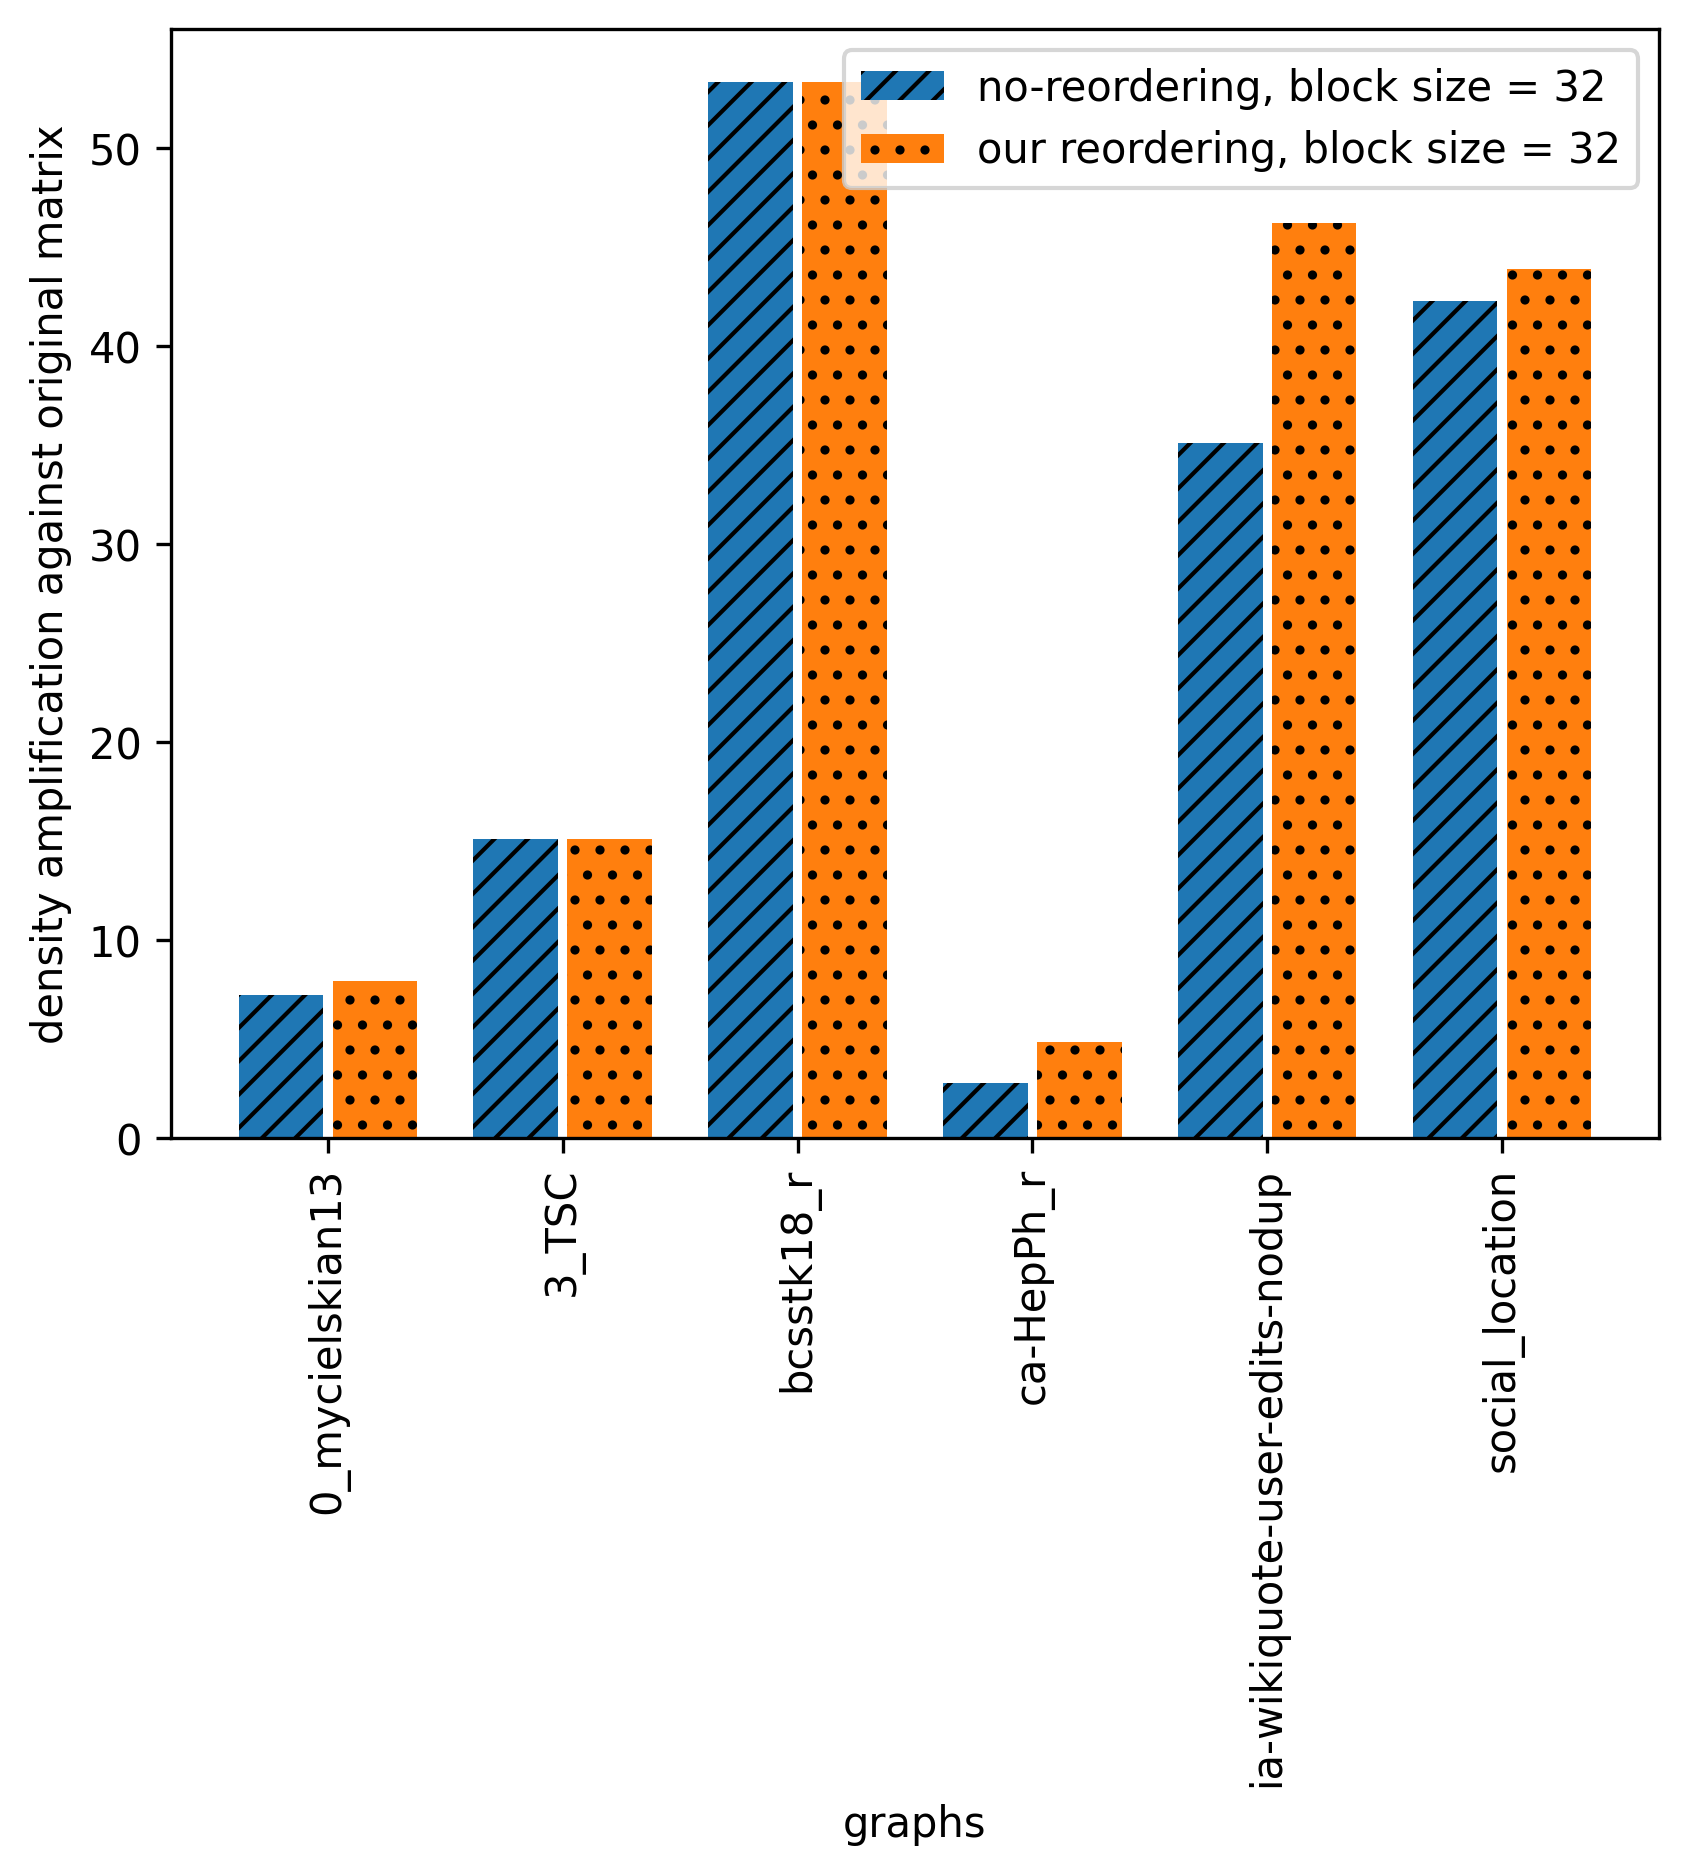 no-reordering, block size = 32
our reordering, block size = 32
density amplification against original matrix
50
40
30
20
10
0
0_mycielskian13
3_TSC
bcsstk18_r
ca-HepPh_r
ia-wikiquote-user-edits-nodup
social_location
graphs